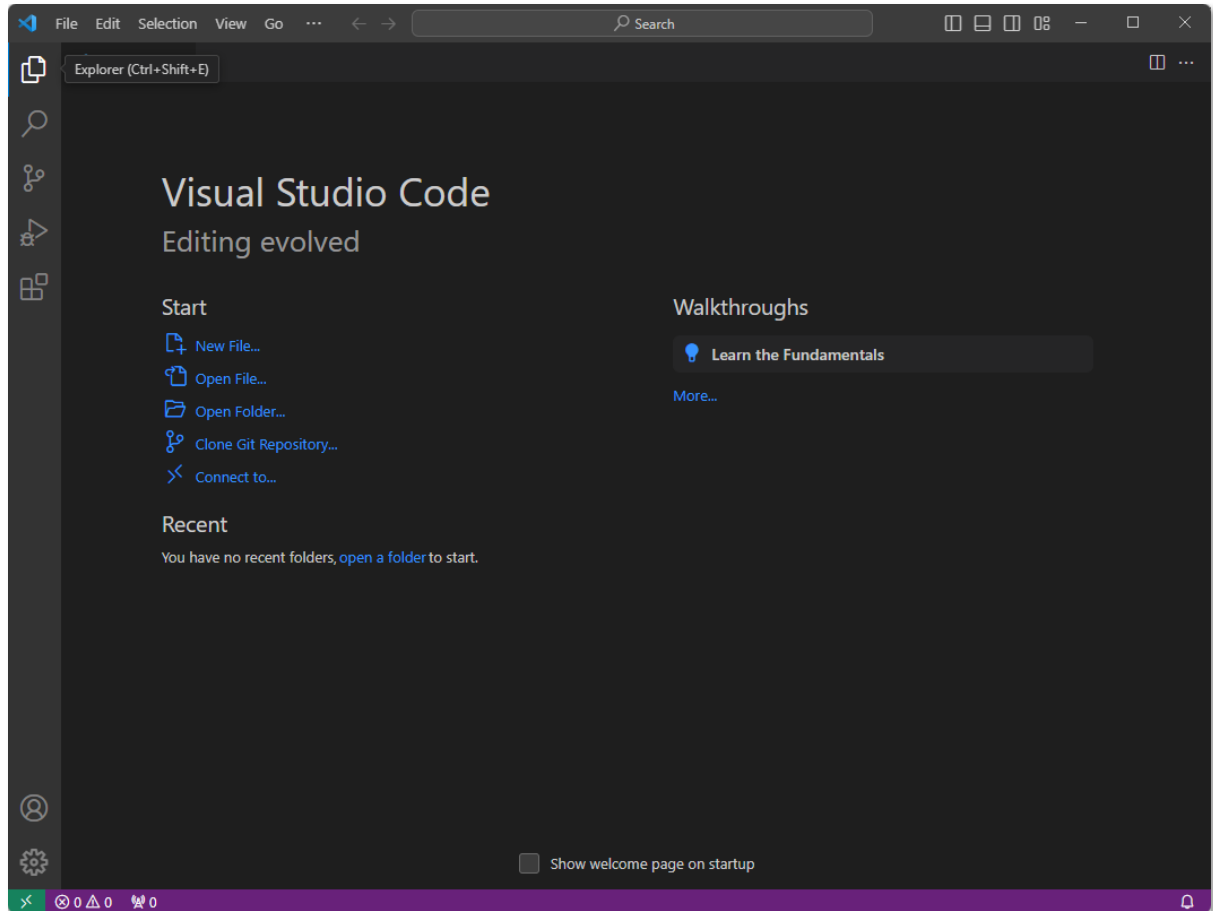 File Edit Selection View Go ··· Search
Explorer (Ctrl+Shift+E)
Visual Studio Code
Editing evolved
Start
New File...
Open File...
Open Folder...
Clone Git Repository...
Connect to...
Recent
You have no recent folders, open a folder to start.
Walkthroughs
Learn the Fundamentals
More...
Show welcome page on startup
0 0 0